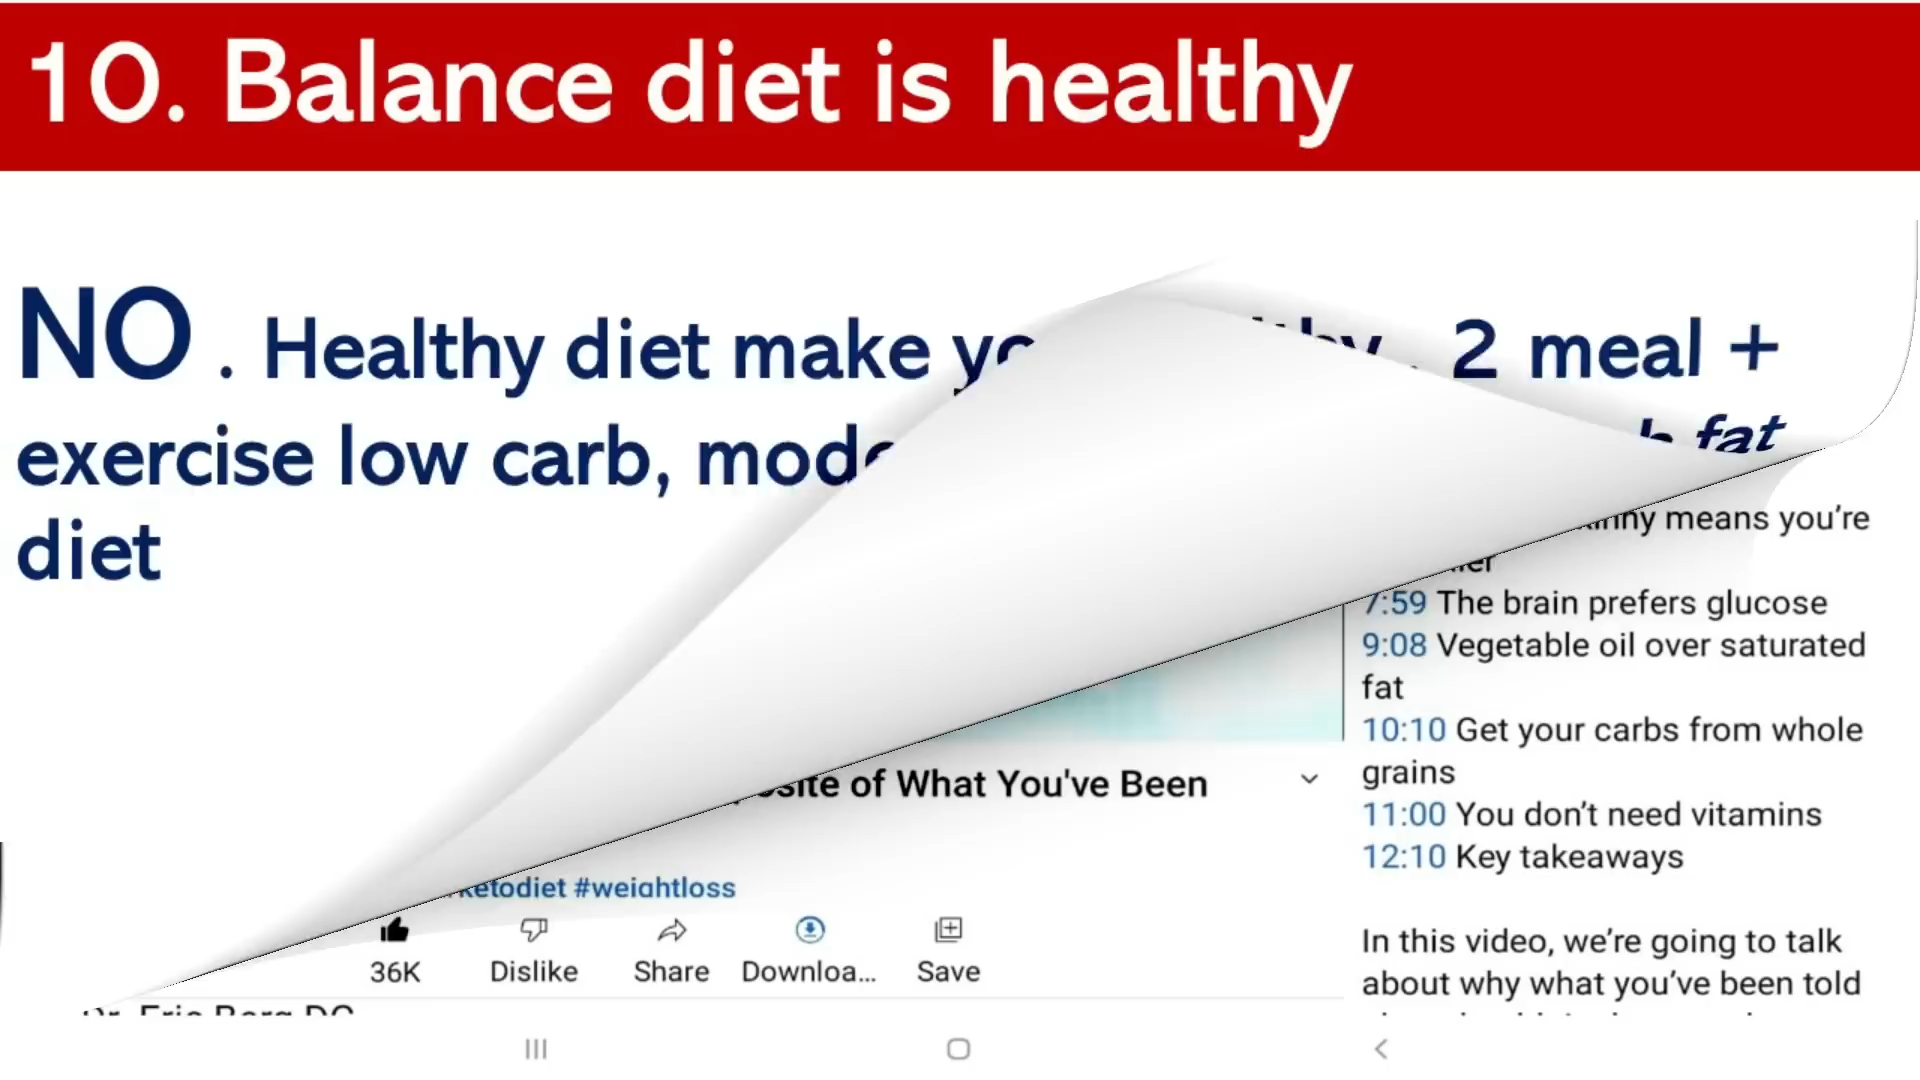 10. Balance diet is healthy
NO . Healthy diet make 2 meal +
exercise low carb, fat
diet
means you're
7:59 The brain prefers glucose
9:08 Vegetable oil over saturated
fat
10:10 Get your carbs from whole
grains
11:00 You don't need vitamins
12:10 Key takeaways
In this video, we're going to talk
about why what you've been told
of What You've Been
#weightloss
36K Dislike Share Downloa... Save